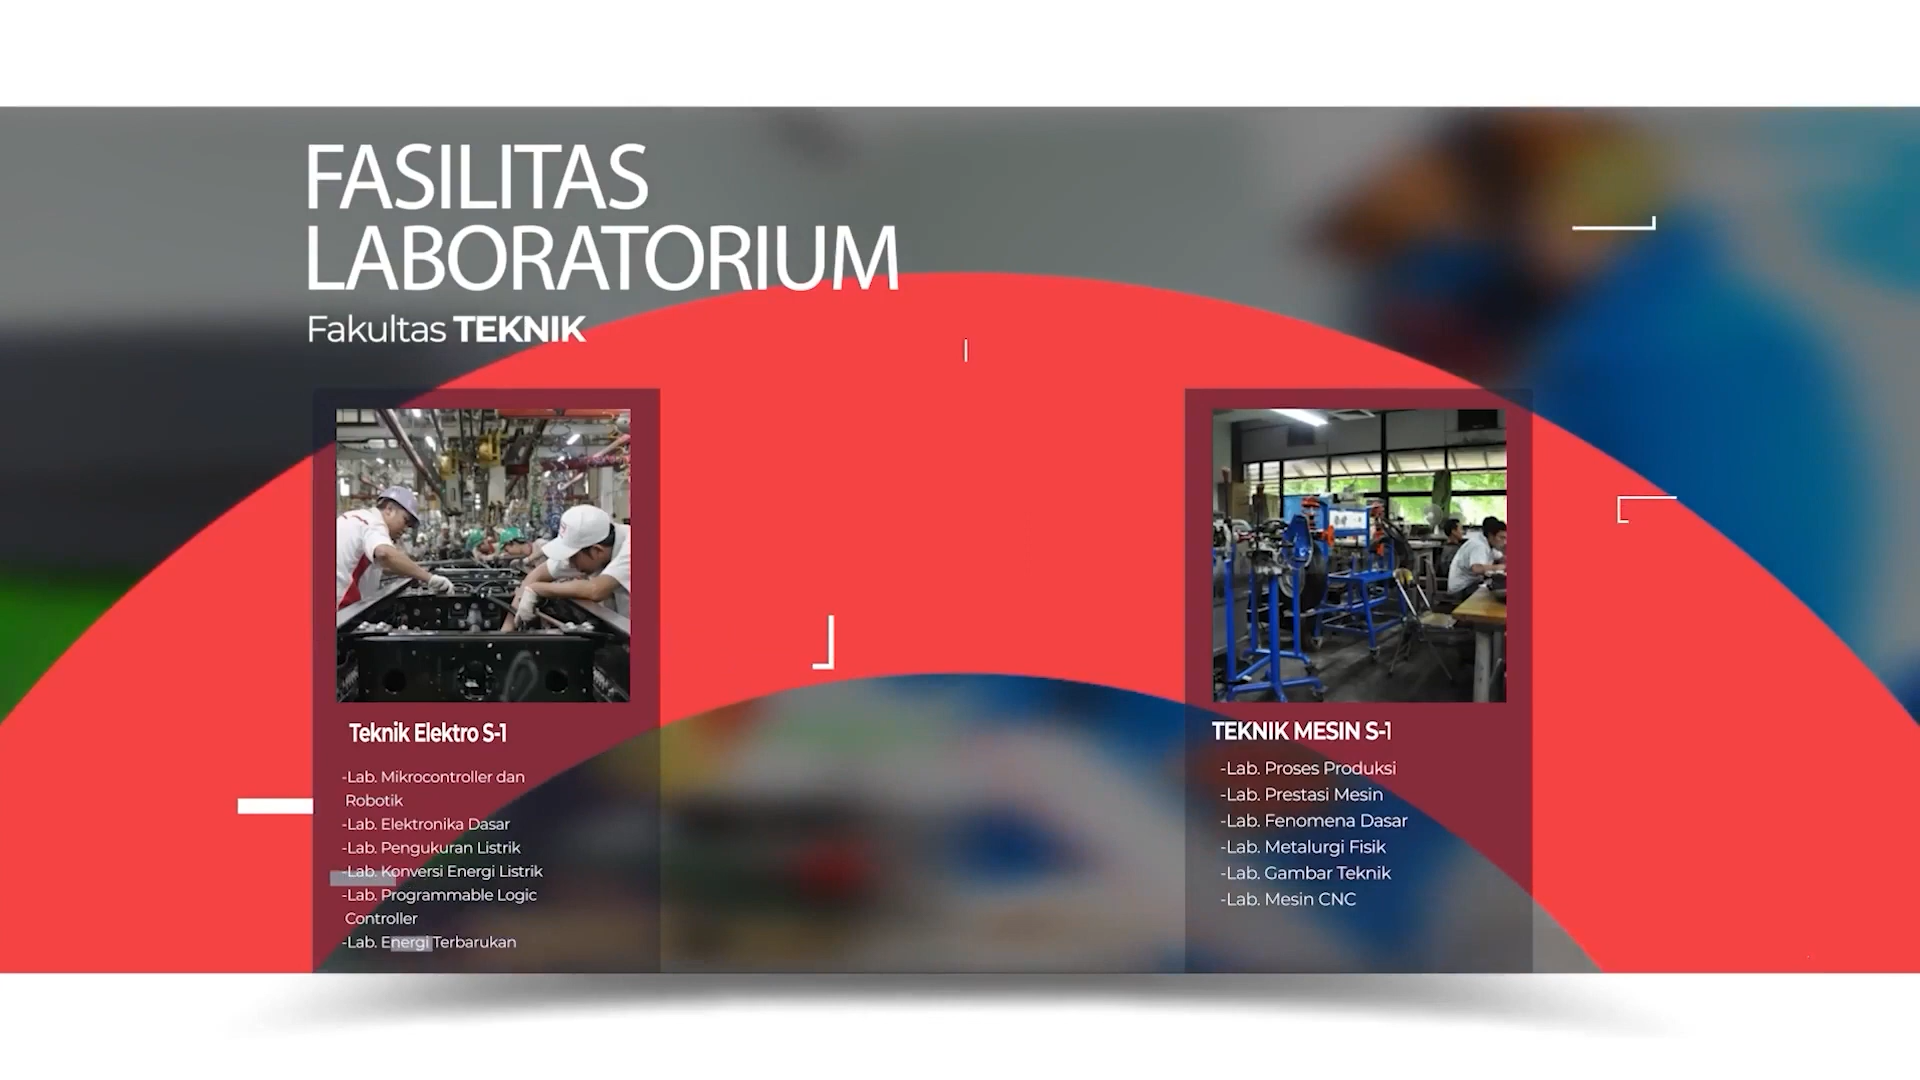 FASILITAS
LABORATORIUM
Fakultas TEKNIK
Teknik Elektro S-1
-Lab. Mikrocontroller dan
Robotik
-Lab. Elektronika Dasar
-Lab. Pengukuran Listrik
-Lab. Konversi Energi Listrik
-Lab. Programmable Logic
Controller
-Lab. Energi Terbarukan
TEKNIK MESIN S-1
-Lab. Proses Produksi
-Lab. Prestasi Mesin
-Lab. Fenomena Dasar
-Lab. Metalurgi Fisik
-Lab. Gambar Teknik
-Lab. Mesin CNC